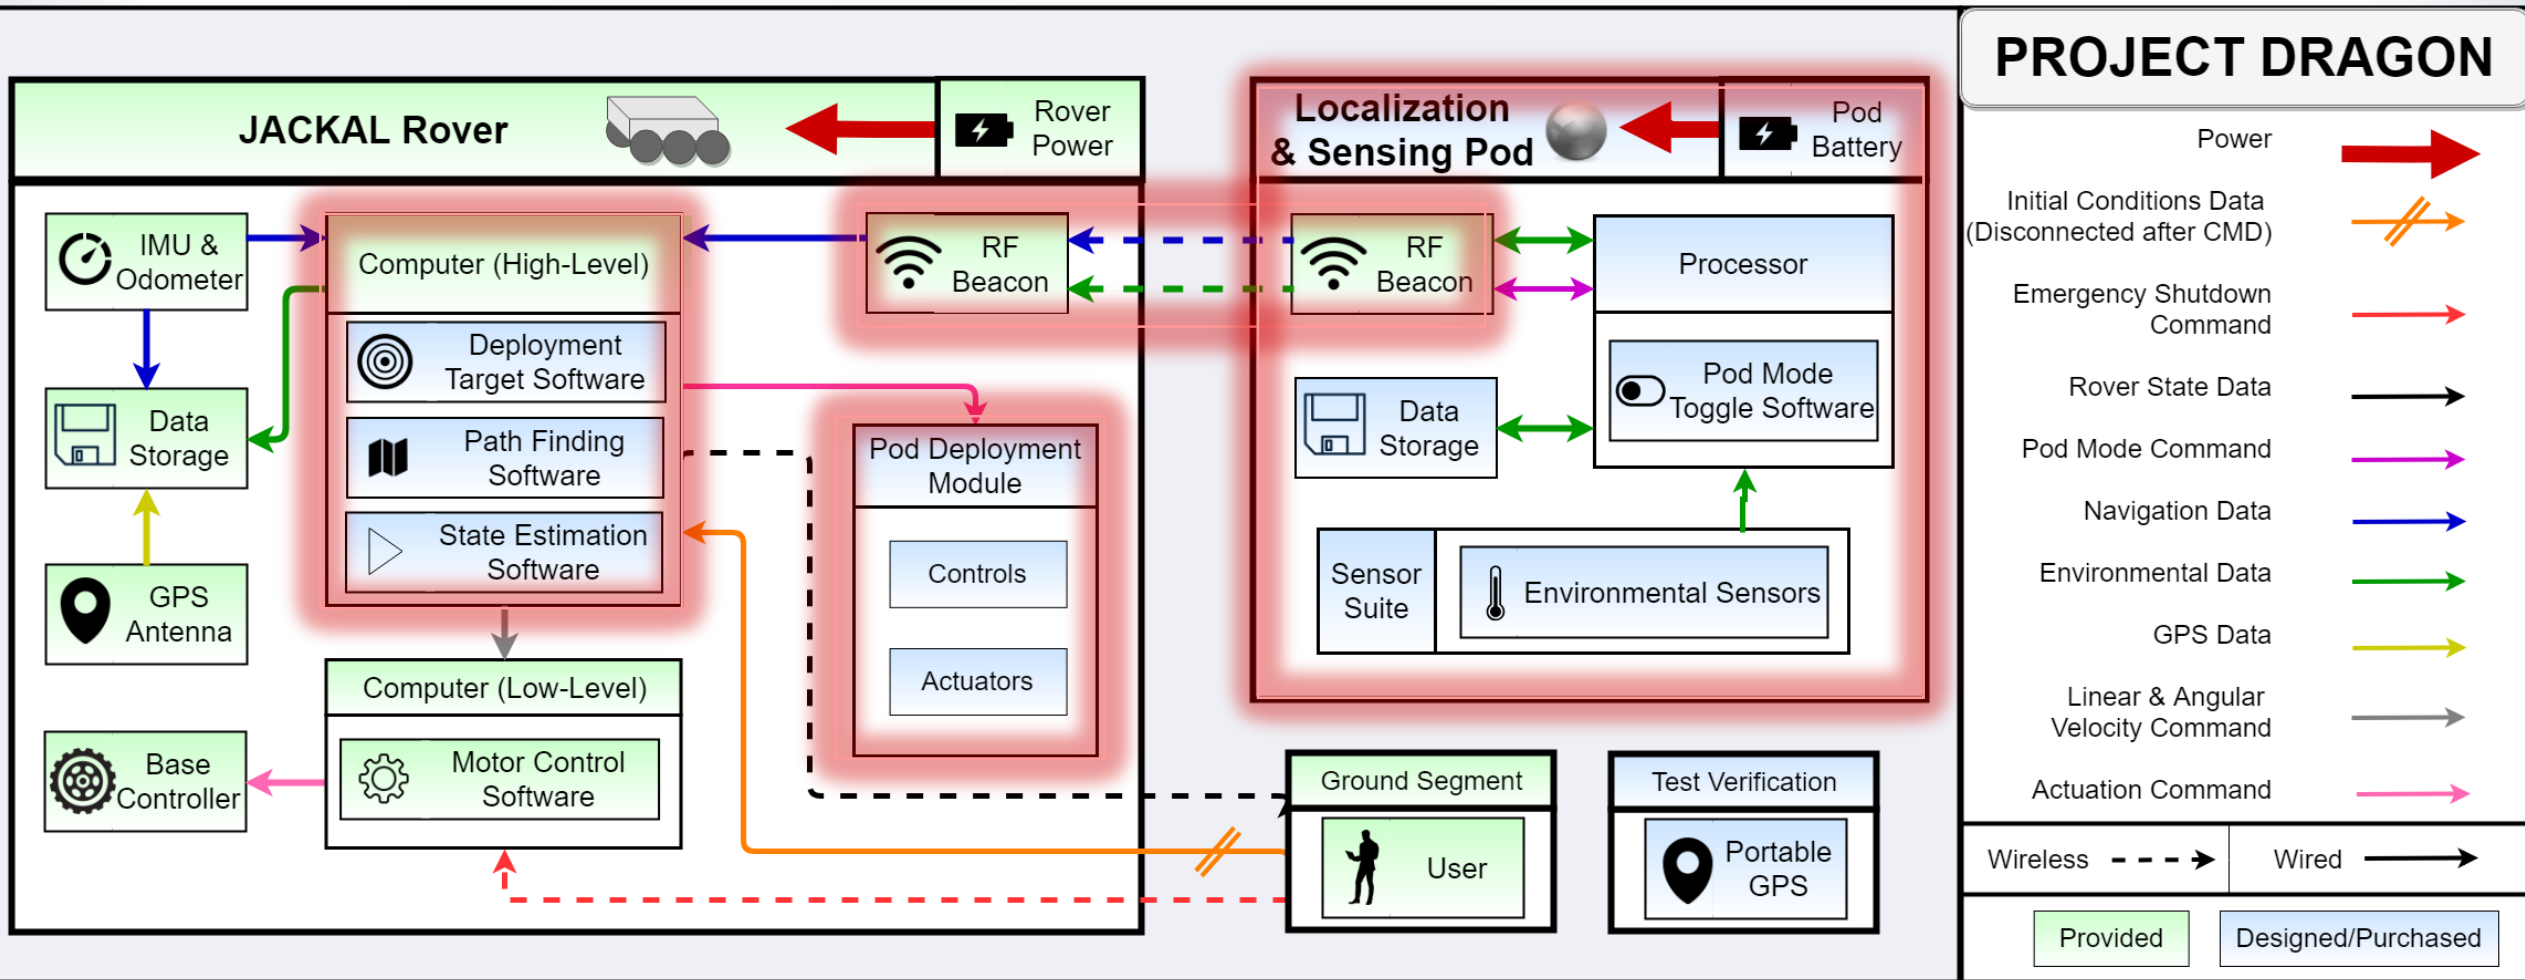 PROJECT DRAGON
JACKAL Rover
Rover
Power
Localization
& Sensing Pod
Pod
Battery
IMU &
Odometer
Computer (High-Level)
RF
Beacon
RF
Beacon
Processor
Deployment
Target Software
Pod Mode
Toggle Software
Data
Storage
Path Finding
Software
Pod Deployment
Module
Data
Storage
State Estimation
Software
Controls
Sensor
Suite
Environmental Sensors
GPS
Antenna
Computer (Low-Level)
Actuators
Base
Controller
Motor Control
Software
Ground Segment
User
Test Verification
Portable
GPS
Power
Initial Conditions Data
(Disconnected after CMD)
Emergency Shutdown
Command
Rover State Data
Pod Mode Command
Navigation Data
Environmental Data
GPS Data
Linear & Angular
Velocity Command
Actuation Command
Wireless
Wired
Provided
Designed/Purchased